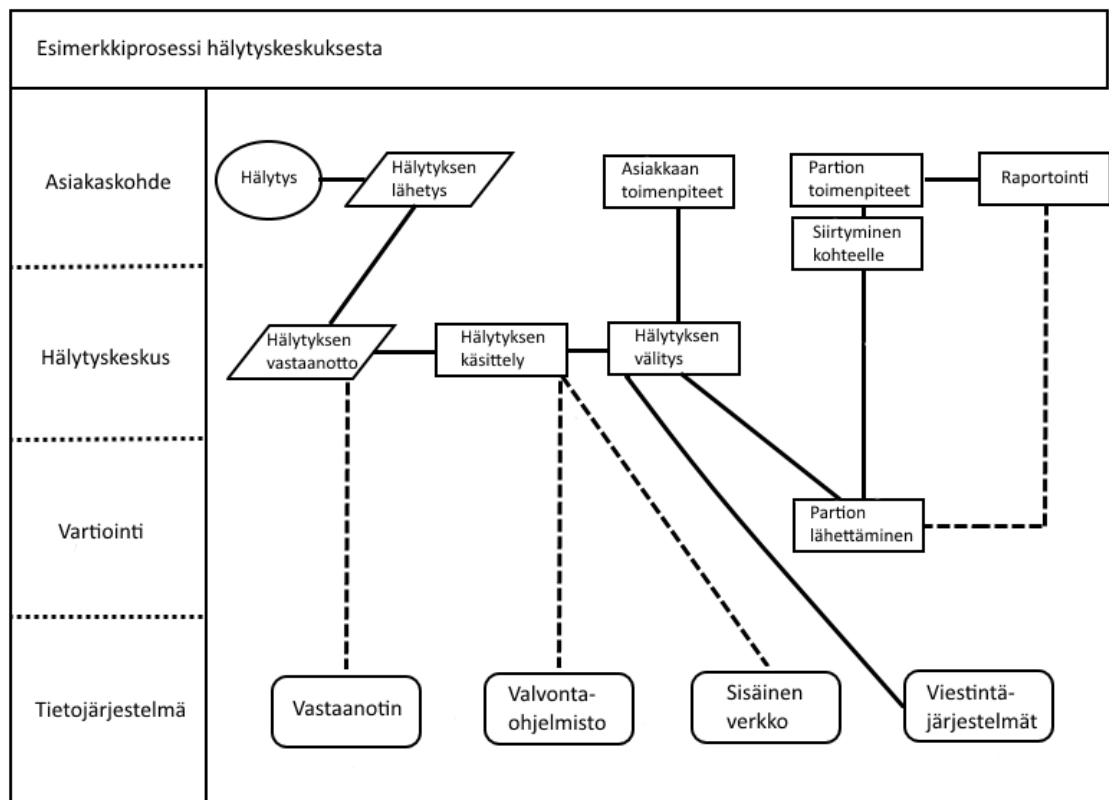 Esimerkkiprosessi hälytyskeskuksesta
Asiakaskohde
Hälytys
Hälytyksen
lähetys
Asiakkaan
toimenpiteet
Partion
toimenpiteet
Raportointi
Siirtyminen
kohteelle
Hälytyskeskus
Hälytyksen
vastaanotto
Hälytyksen
käsittely
Hälytyksen
välitys
Vartiointi
Partion
lähettäminen
Tietojärjestelmä
Vastaanotin
Valvonta-
ohjelmisto
Sisäinen
verkko
Viestintä-
järjestelmät